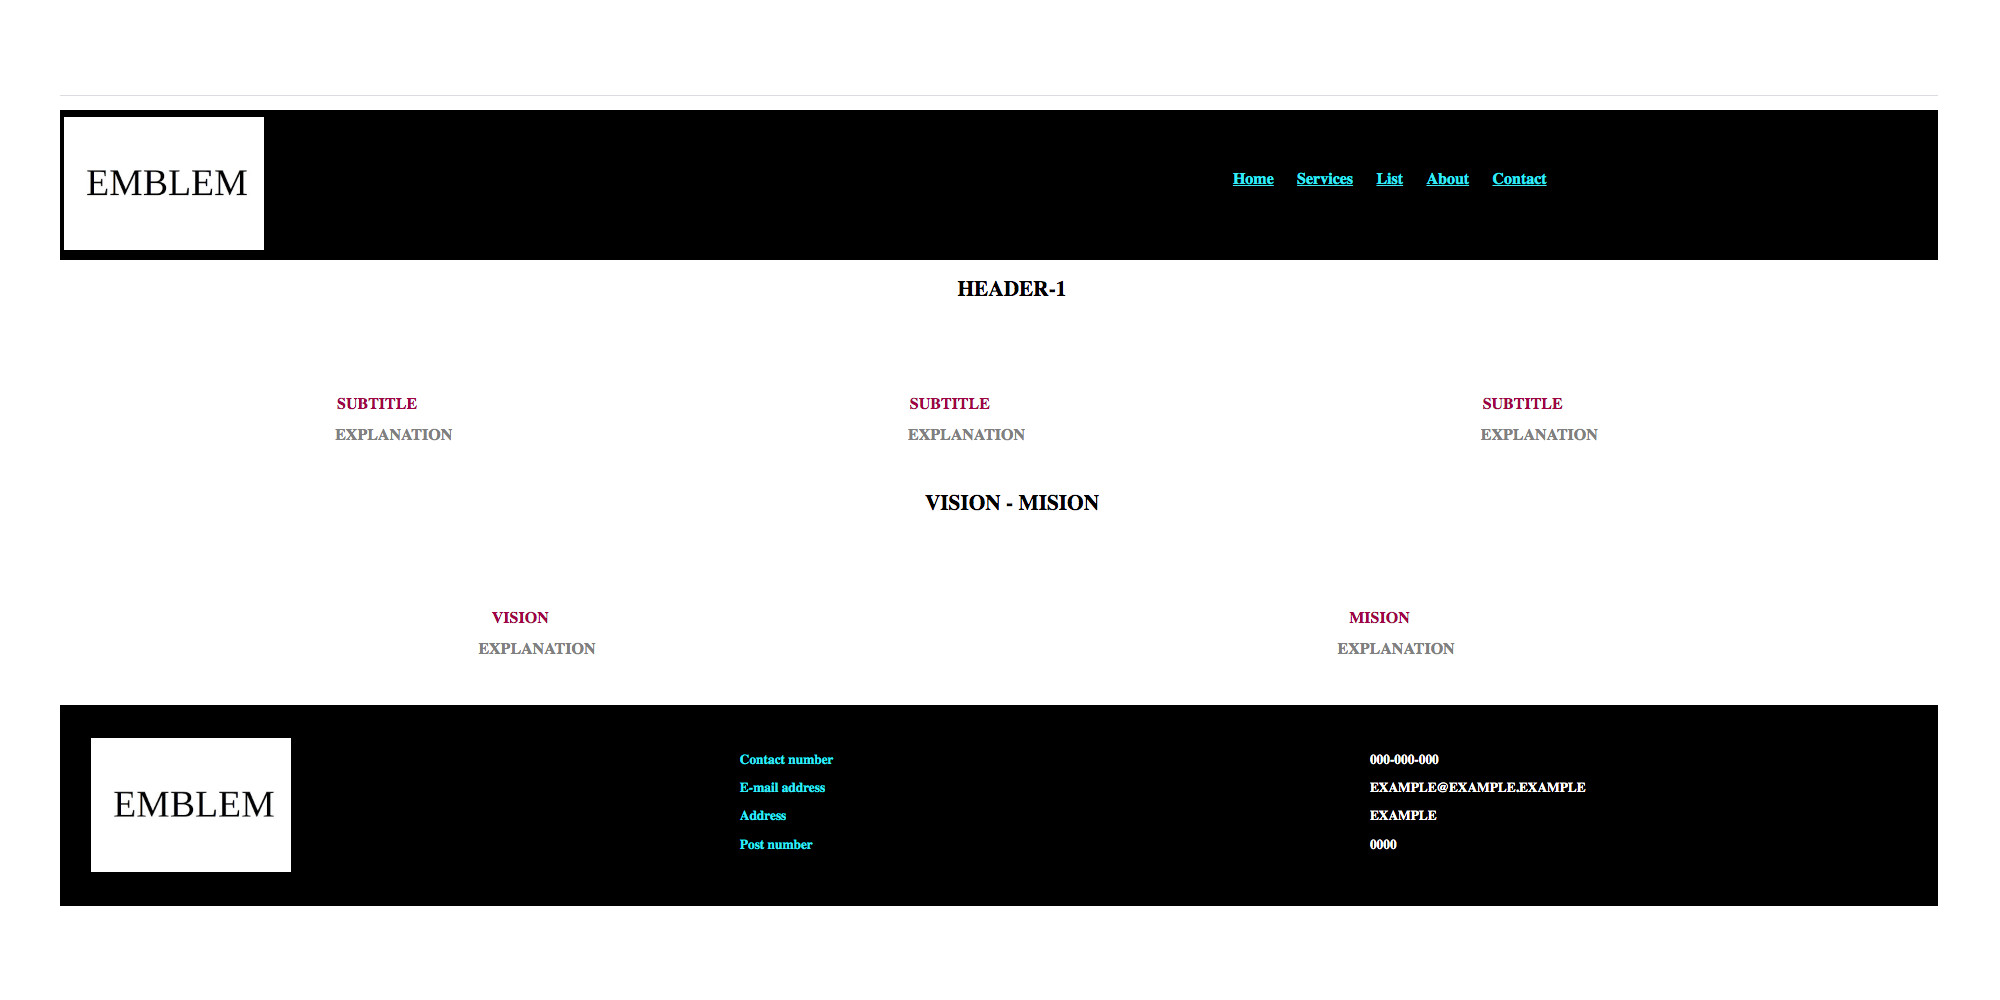 EMBLEM
Home Services List About Contact
HEADER-1
SUBTITLE SUBTITLE SUBTITLE
EXPLANATION EXPLANATION EXPLANATION
VISION - MISION
VISION MISION
EXPLANATION EXPLANATION
EMBLEM
Contact number 000-000-000
E-mail address EXAMPLE@EXAMPLE.EXAMPLE
Address EXAMPLE
Post number 0000